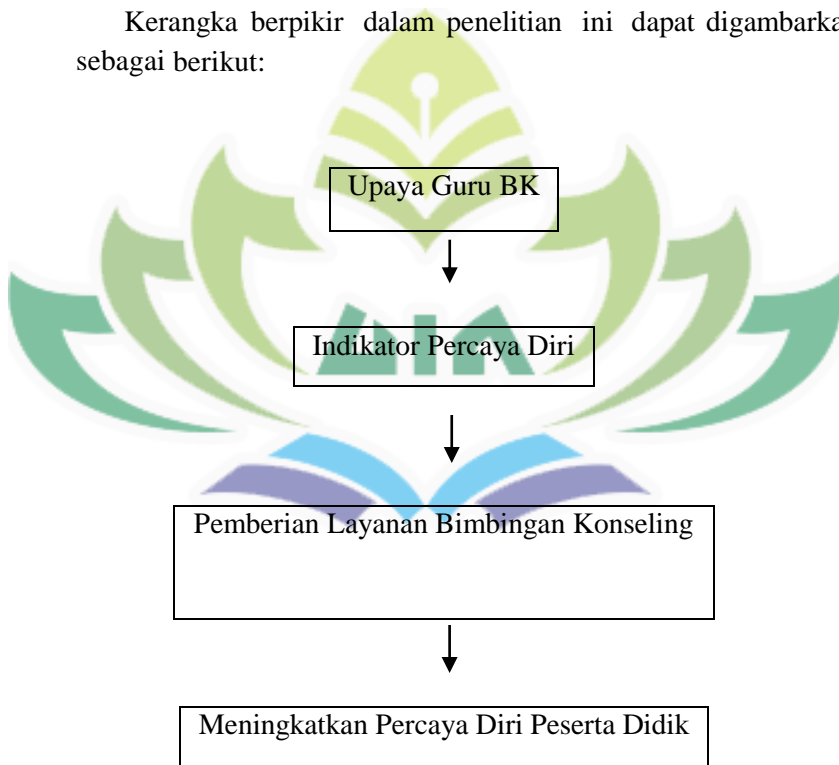 Kerangka berpikir dalam penelitian ini dapat digambarka
sebagai berikut:
Upaya Guru BK
Indikator Percaya Diri
Pemberian Layanan Bimbingan Konseling
Meningkatkan Percaya Diri Peserta Didik